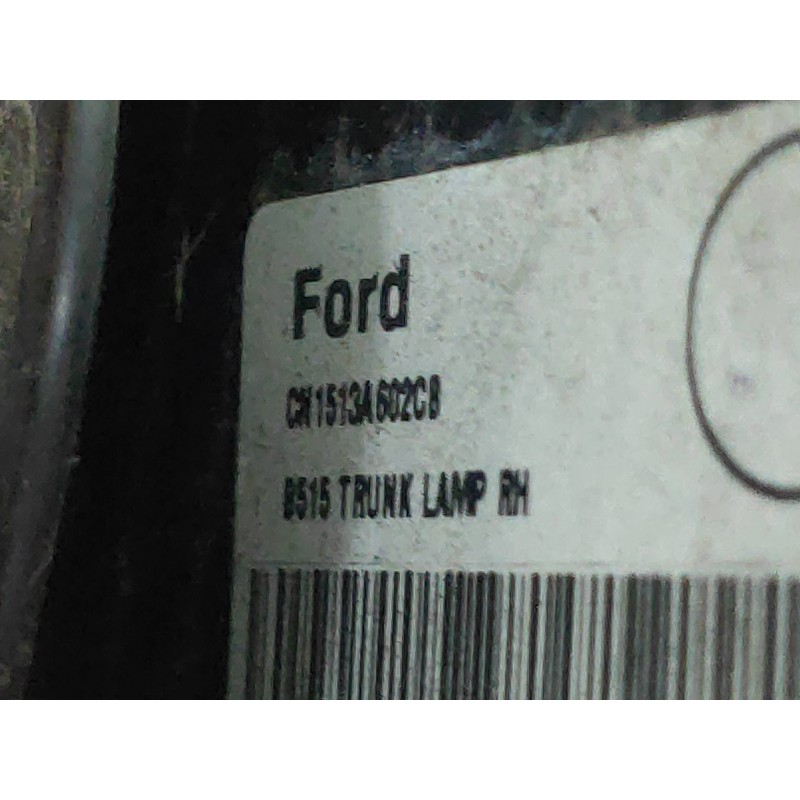 Ford
CN1513A602CB
B515 TRUNK LAMP RH